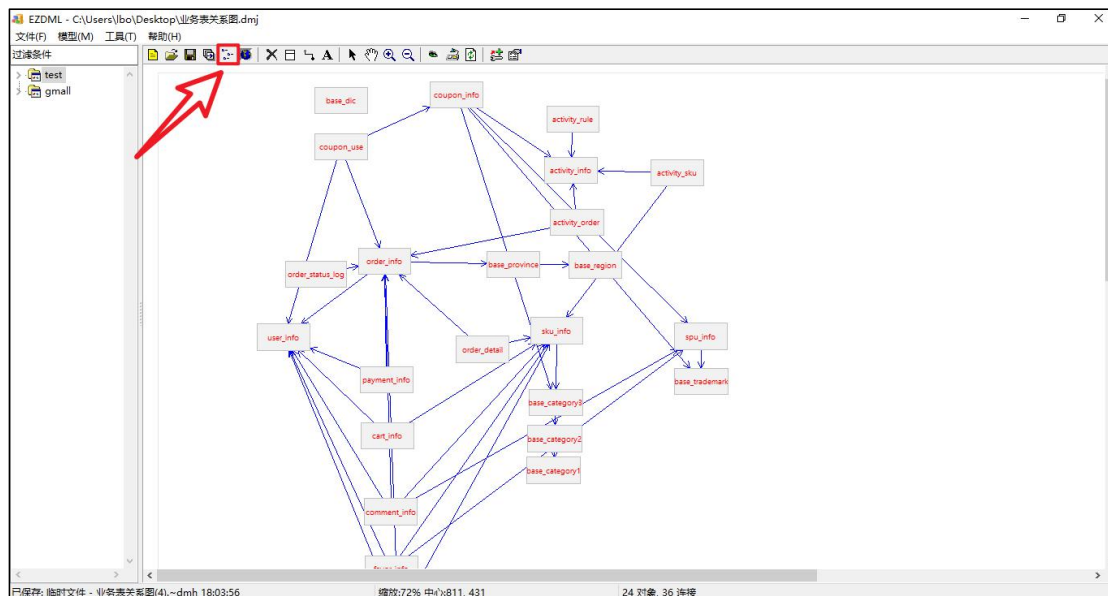 EZDML - C:\Users\lbo\Desktop\业务表关系图.dmj
文件(F) 模型(M) 工具(T) 帮助(H)
过滤条件
test
gmall
base_dic
coupon_info
activity_rule
coupon_use
activity_info
activity_sku
activity_order
order_info
base_province
base_region
order_status_log
user_info
sku_info
spu_info
order_detail
payment_info
base_trademark
base_category3
cart_info
base_category2
base_category1
comment_info
favor_info
已保存: 临时文件 - 业务表关系图(4).~dmh 18:03:56
缩放:72% 中心:811, 431
24 对象, 36 连接